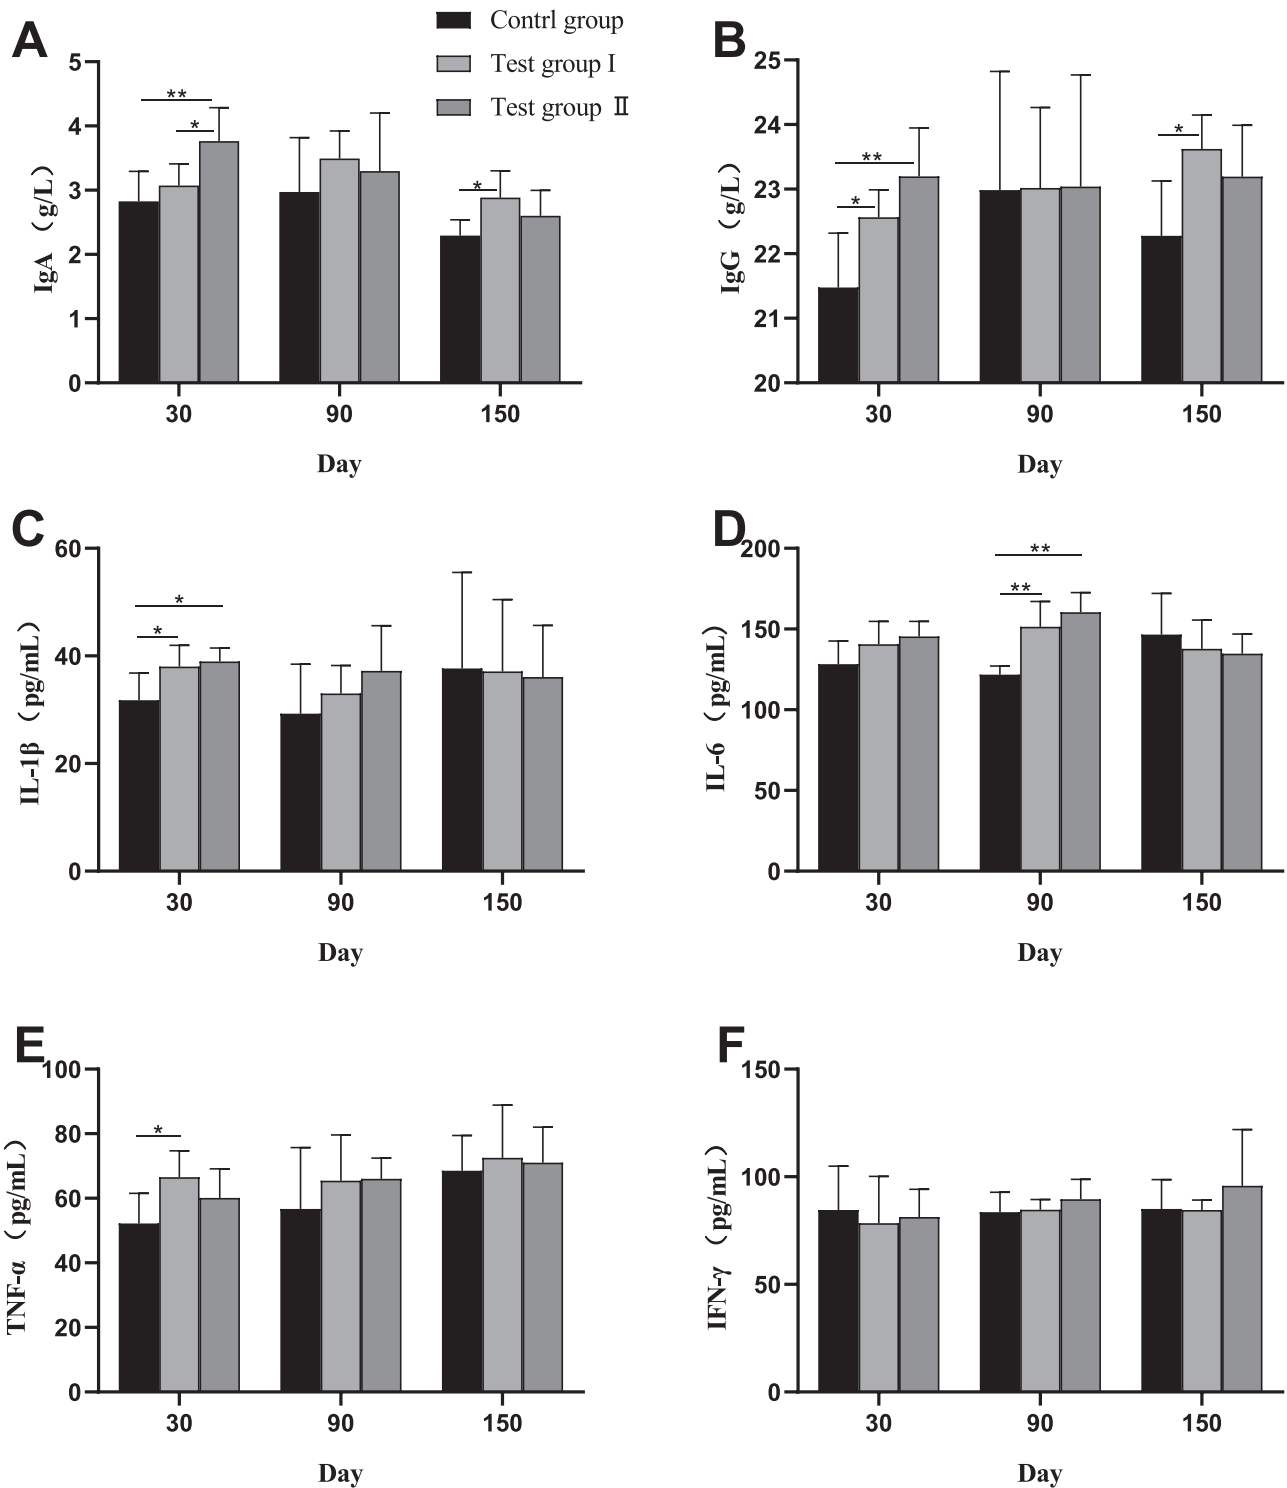 A
Contrl group
Test group I
Test group Ⅱ
5
4
3
2
1
0
IgA （g/L）
** * *
30 90 150
Day
B
25
24
23
22
21
20
IgG （g/L）
* ** *
30 90 150
Day
C
60
40
20
0
IL-1β （pg/mL）
* *
30 90 150
Day
D
200
150
100
50
0
IL-6 （pg/mL）
** **
30 90 150
Day
E
100
80
60
40
20
0
TNF-α （pg/mL）
*
30 90 150
Day
F
150
100
50
0
IFN-γ （pg/mL）
30 90 150
Day